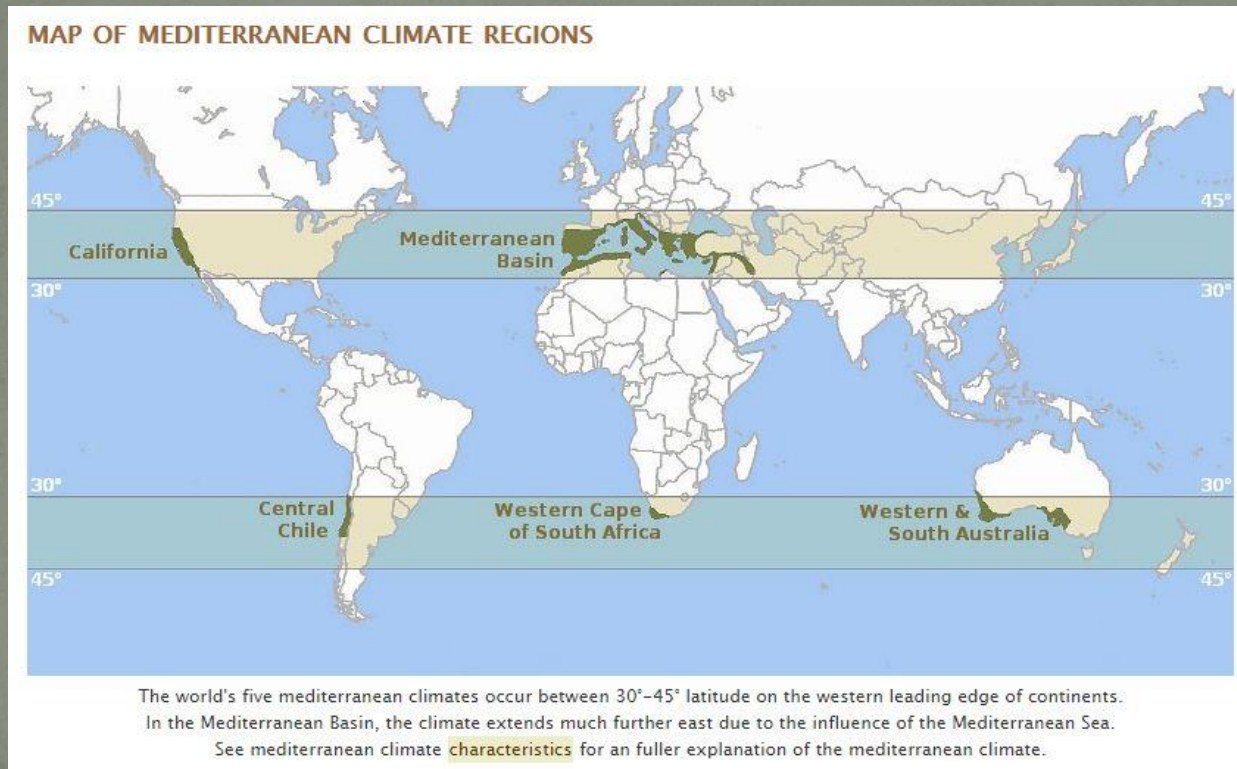 MAP OF MEDITERRANEAN CLIMATE REGIONS
45°
45°
California
Mediterranean
Basin
30°
30°
30°
30°
Central
Chile
Western Cape
of South Africa
Western &
South Australia
45°
45°
The world's five mediterranean climates occur between 30°–45° latitude on the western leading edge of continents.
In the Mediterranean Basin, the climate extends much further east due to the influence of the Mediterranean Sea.
See mediterranean climate characteristics for an fuller explanation of the mediterranean climate.